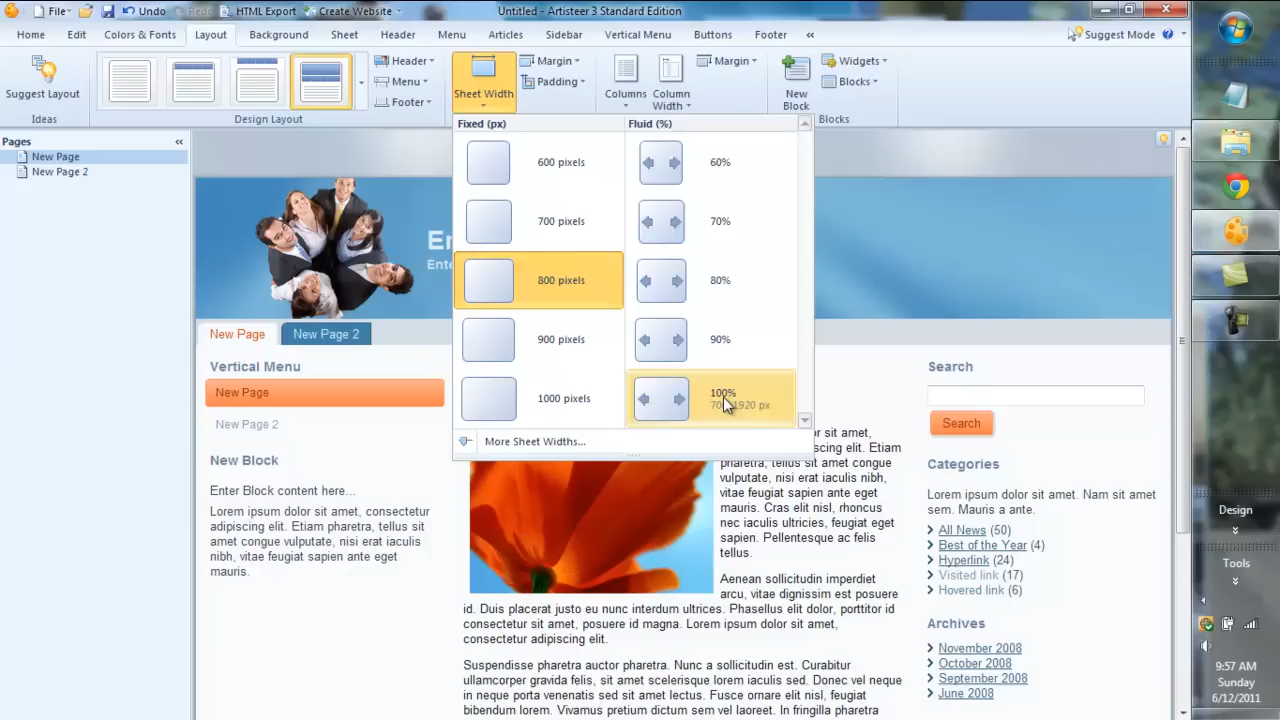 File
Undo
Redo
HTML Export
Create Website
Untitled - Artisteer 3 Standard Edition
Home
Edit
Colors & Fonts
Layout
Background
Sheet
Header
Menu
Articles
Sidebar
Vertical Menu
Buttons
Footer
Suggest Mode
Suggest Layout
Header
Menu
Footer
Sheet Width
Margin
Padding
Columns
Column Width
Margin
New Block
Widgets
Blocks
Ideas
Design Layout
Blocks
Pages
New Page
New Page 2
Fixed (px)
Fluid (%)
600 pixels
60%
700 pixels
70%
800 pixels
80%
900 pixels
90%
1000 pixels
100%
1920 px
More Sheet Widths...
New Page
New Page 2
Vertical Menu
New Page
New Page 2
New Block
Enter Block content here...
Lorem ipsum dolor sit amet, consectetur
adipiscing elit. Etiam pharetra, tellus sit
amet congue vulputate, nisi erat iaculis
nibh, vitae feugiat sapien ante eget
mauris.
sit amet,
scing elit. Etiam
pharetra, tellus sit amet congue
vulputate, nisi erat iaculis nibh,
vitae feugiat sapien ante eget
mauris. Cras elit nisl, rhoncus
nec iaculis ultricies, feugiat eget
sapien. Pellentesque ac felis
tellus.
Aenean sollicitudin imperdiet
arcu, vitae dignissim est posuere
id. Duis placerat justo eu nunc interdum ultrices. Phasellus elit dolor, porttitor id
consectetur sit amet, posuere id magna. Lorem ipsum dolor sit amet,
consectetur adipiscing elit.
Suspendisse pharetra auctor pharetra. Nunc a sollicitudin est. Curabitur
ullamcorper gravida felis, sit amet scelerisque lorem iaculis sed. Donec vel neque
in neque porta venenatis sed sit amet lectus. Fusce ornare elit nisl, feugiat
bibendum lorem. Vivamus pretium dictum sem vel laoreet. In fringilla pharetra
Search
Search
Categories
Lorem ipsum dolor sit amet. Nam sit amet
sem. Mauris a ante.
All News (50)
Best of the Year (4)
Hyperlink (24)
Visited link (17)
Hovered link (6)
Archives
November 2008
October 2008
September 2008
June 2008
Design
Tools
9:57 AM
Sunday
6/12/2011